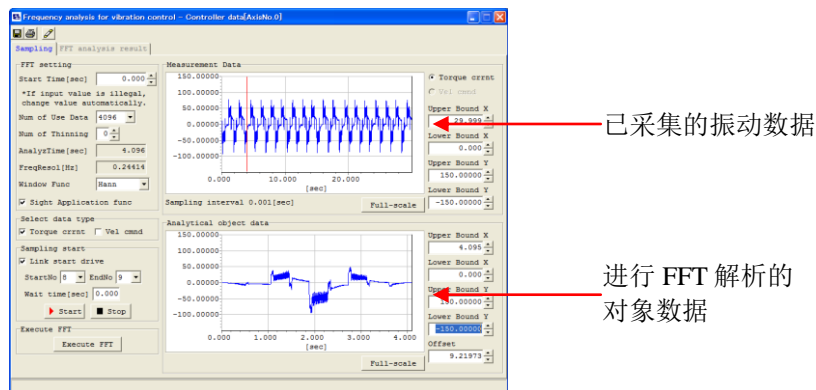 Frequency analysis for vibration control - Controller data[AxisNo.0]
Sampling FFT analysis result
FFT setting
Start Time[sec] 0.000
*If input value is illegal,
change value automatically.
Num of Use Data 4096
Num of Thinning 0
AnalyzTime[sec] 4.096
FreqResol[Hz] 0.24414
Window Func Hann
Sight Application func
Select data type
Torque crrnt Vel cmnd
Sampling start
Link start drive
StartNo 8 EndNo 9
Wait time[sec] 0.000
Start Stop
Execute FFT
Execute FFT
Measurement Data
150.00000
100.00000
50.00000
0.00000
-50.00000
-100.00000
0.000 10.000 20.000
[sec]
Sampling interval 0.001[sec]
Full-scale
Torque crrnt
Vel cmnd
Upper Bound X
29.999
Lower Bound X
0.000
Upper Bound Y
150.00000
Lower Bound Y
-150.00000
Analytical object data
150.00000
100.00000
50.00000
0.00000
-50.00000
-100.00000
0.000 1.000 2.000 3.000 4.000
[sec]
Full-scale
Upper Bound X
4.095
Lower Bound X
0.000
Upper Bound Y
150.00000
Lower Bound Y
-150.00000
Offset
9.21973
已采集的振动数据
进行 FFT 解析的
对象数据